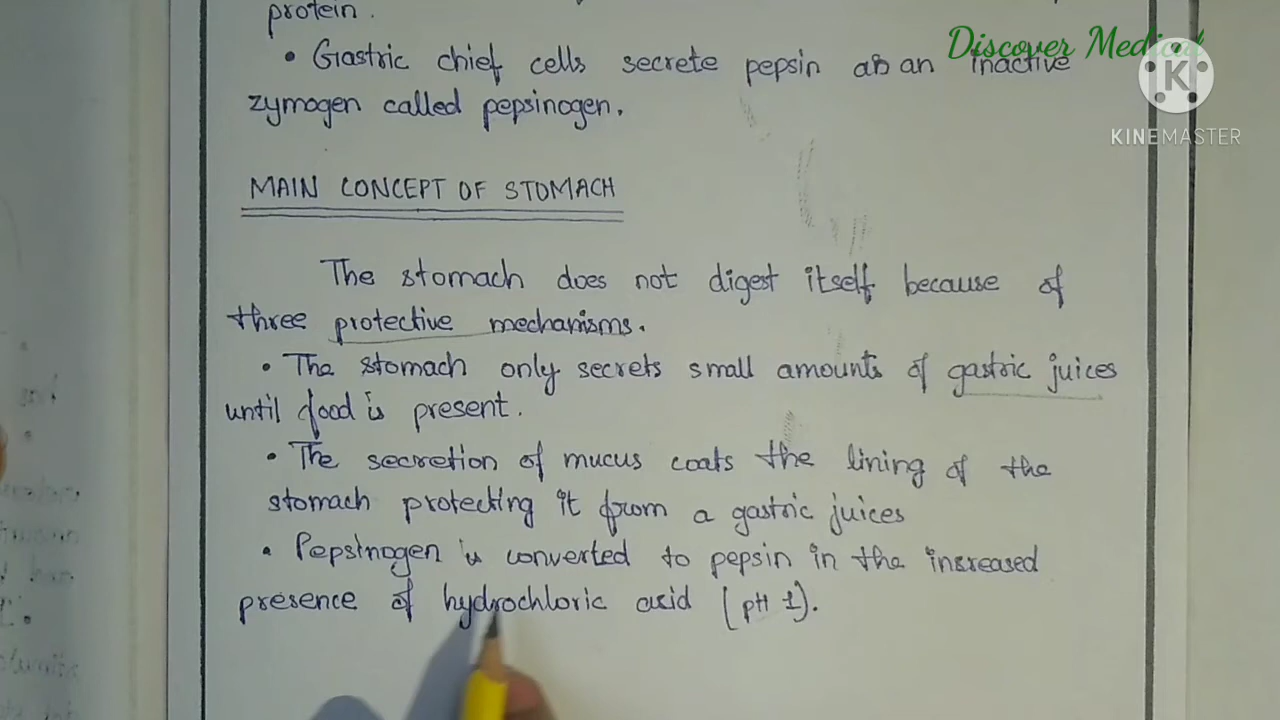 protein.
Discover Medical
• Gastric chief cells secrete pepsin as an inactive
zymogen called pepsinogen.
KINEMASTER
MAIN CONCEPT OF STOMACH
The stomach does not digest itself because of
three protective mechanisms.
• The stomach only secrets small amounts of gastric juices
until food is present.
• The secretion of mucus coats the lining of the
stomach protecting it from a gastric juices
• Pepsinogen is converted to pepsin in the increased
presence of hydrochloric acid (pH 1).